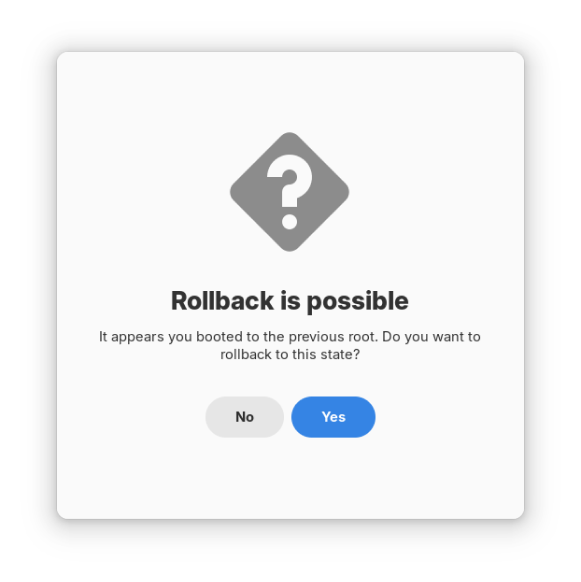 Rollback is possible
It appears you booted to the previous root. Do you want to
rollback to this state?
No
Yes